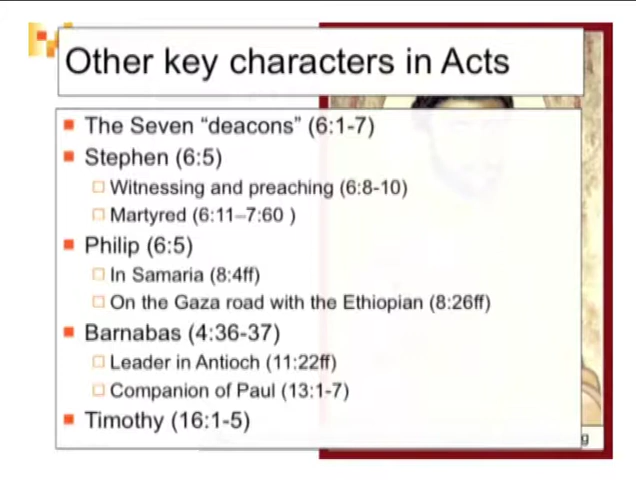 Other key characters in Acts
The Seven “deacons” (6:1-7)
Stephen (6:5)
Witnessing and preaching (6:8-10)
Martyred (6:11–7:60 )
Philip (6:5)
In Samaria (8:4ff)
On the Gaza road with the Ethiopian (8:26ff)
Barnabas (4:36-37)
Leader in Antioch (11:22ff)
Companion of Paul (13:1-7)
Timothy (16:1-5)